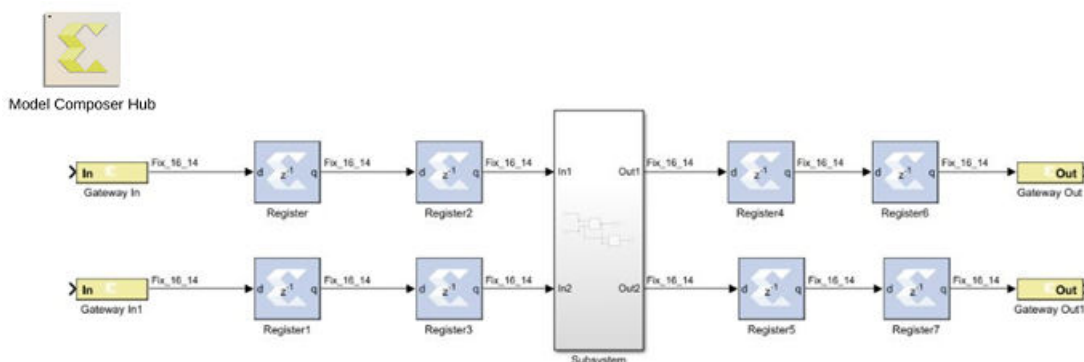 Model Composer Hub
In Fix_16_14 d z-1 q Fix_16_14 d z-1 q Fix_16_14 In1 Out1 Fix_16_14 d z-1 q Fix_16_14 d z-1 q Fix_16_14 Out
Gateway In Register Register2 Register4 Register6 Gateway Out
In Fix_16_14 d z-1 q Fix_16_14 d z-1 q Fix_16_14 In2 Out2 Fix_16_14 d z-1 q Fix_16_14 d z-1 q Fix_16_14 Out
Gateway In1 Register1 Register3 Register5 Register7 Gateway Out1
Subsystem